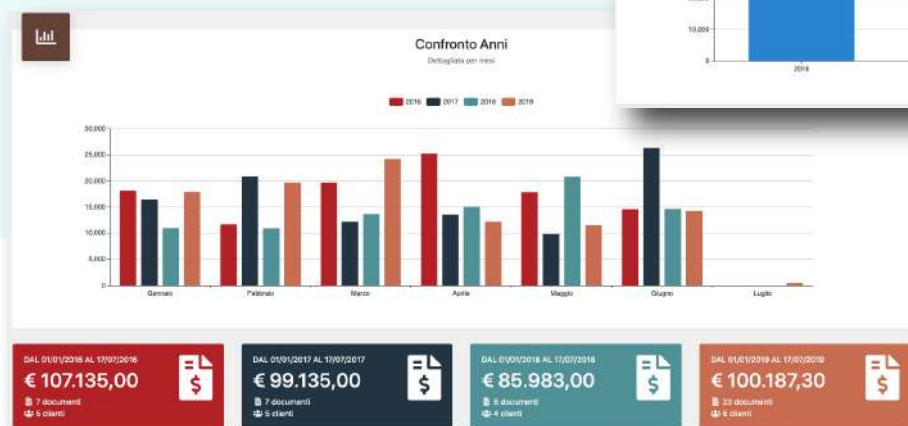 10.000
0
2016
Confronto Anni
Dettagliata per mesi
2016 2017 2018 2019
30.000
25.000
20.000
15.000
10.000
5.000
0
Gennaio Febbraio Marzo Aprile Maggio Giugno Luglio
DAL 01/01/2016 AL 17/07/2016
€ 107.135,00
7 documenti
5 clienti
DAL 01/01/2017 AL 17/07/2017
€ 99.135,00
7 documenti
5 clienti
DAL 01/01/2018 AL 17/07/2018
€ 85.983,00
documenti
4 clienti
DAL 01/01/2019 AL 17/07/2019
€ 100.187,30
23 documenti
clienti